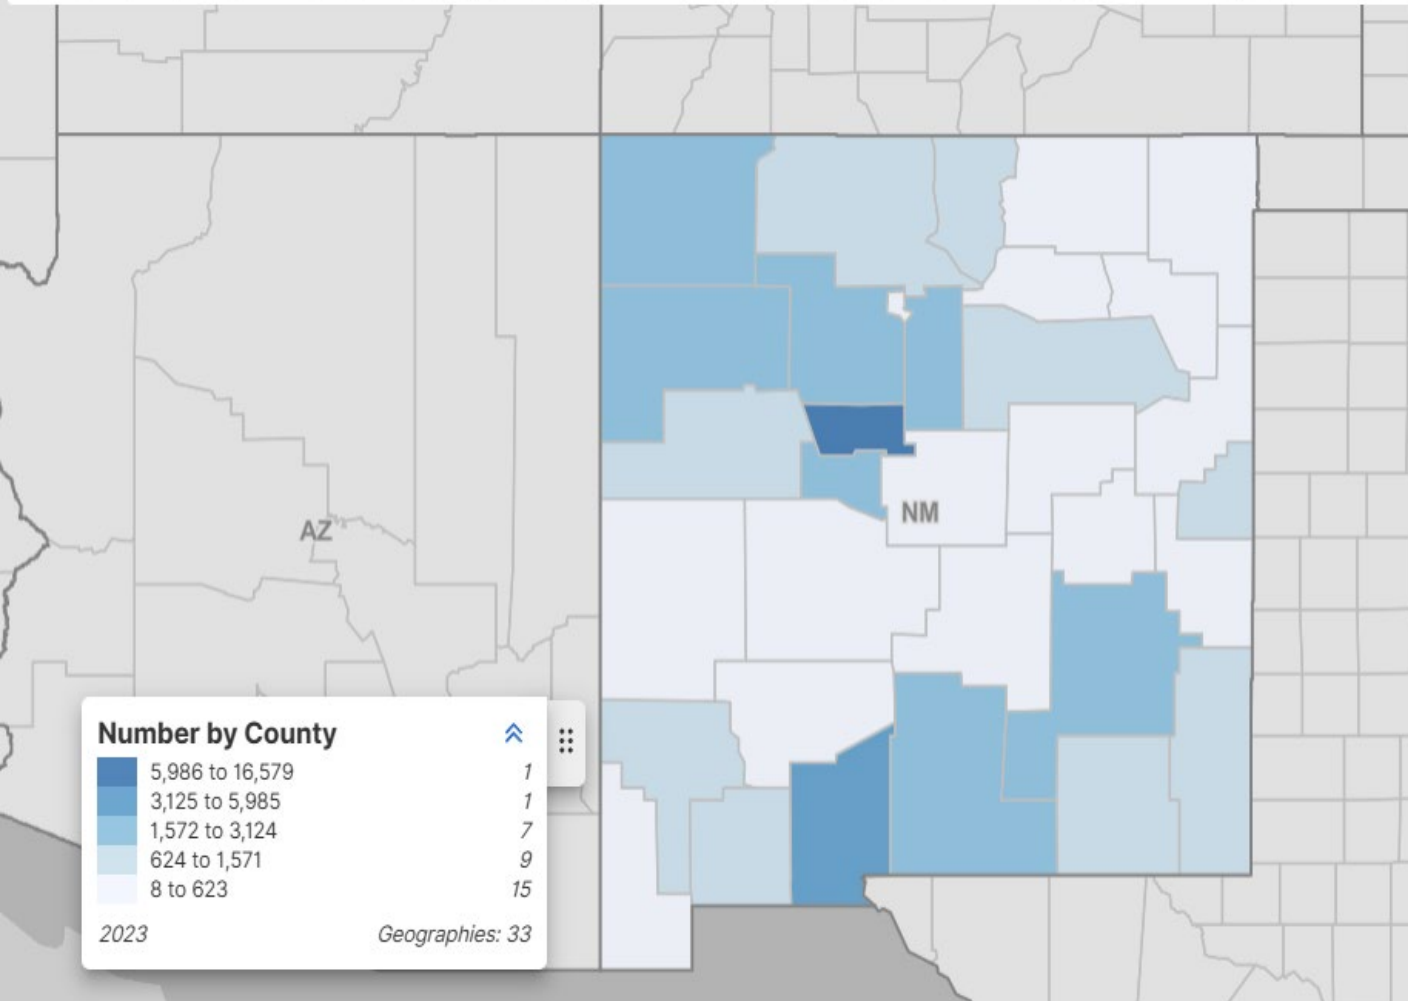 NM
AZ
Number by County
5,986 to 16,579 1
3,125 to 5,985 1
1,572 to 3,124 7
624 to 1,571 9
8 to 623 15
2023 Geographies: 33